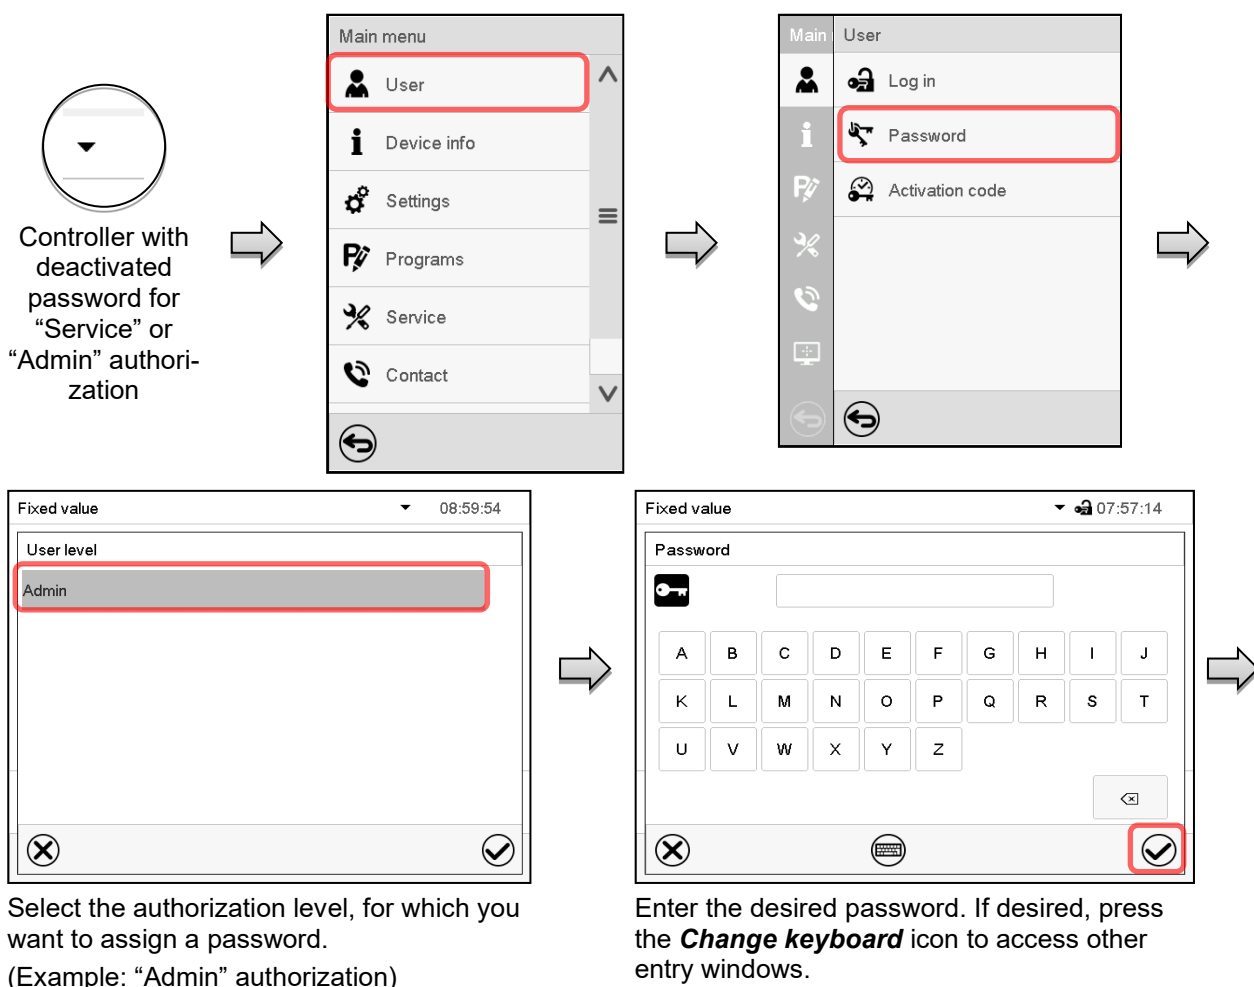 Controller with
deactivated
password for
“Service” or
“Admin” authori-
zation
Main menu
User
Device info
Settings
Programs
Service
Contact
Main
User
Log in
Password
Activation code
Fixed value 08:59:54
User level
Admin
Select the authorization level, for which you
want to assign a password.
(Example: “Admin” authorization)
Fixed value 07:57:14
Password
A B C D E F G H I J
K L M N O P Q R S T
U V W X Y Z
Enter the desired password. If desired, press
the Change keyboard icon to access other
entry windows.